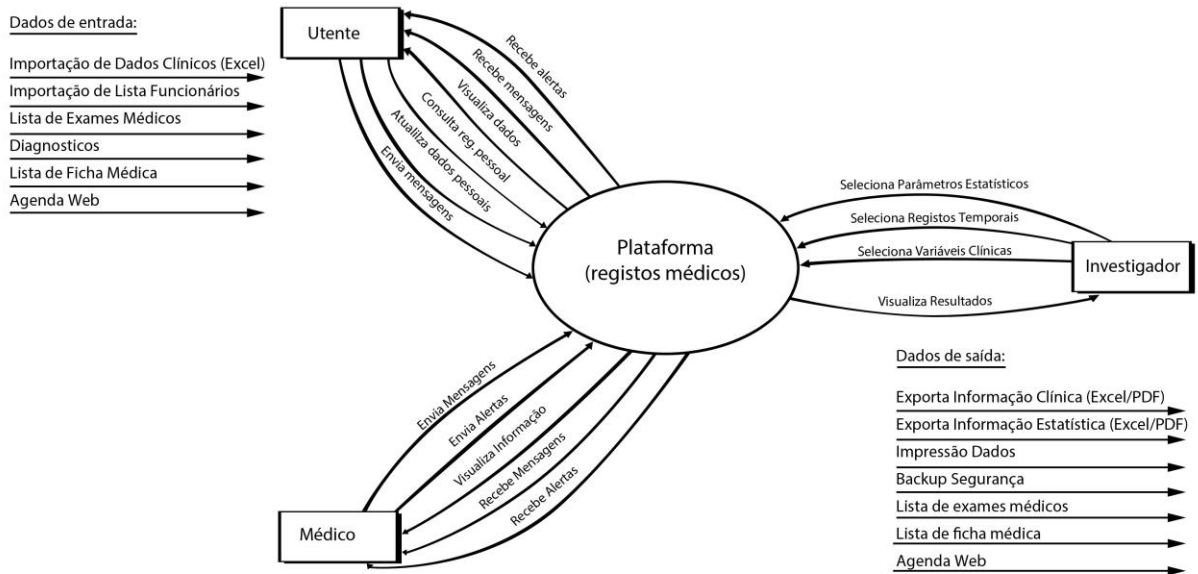 Dados de entrada:
Importação de Dados Clínicos (Excel)
Importação de Lista Funcionários
Lista de Exames Médicos
Diagnosticos
Lista de Ficha Médica
Agenda Web
Utente
Recebe alertas
Recebe mensagens
Visualiza dados
Consulta reg. pessoal
Atualilza dados pessoais
Envia mensagens
Plataforma
(registos médicos)
Seleciona Parâmetros Estatísticos
Seleciona Registos Temporais
Seleciona Variáveis Clínicas
Visualiza Resultados
Investigador
Envia Mensagens
Envia Alertas
Visualiza Informação
Recebe Mensagens
Recebe Alertas
Médico
Dados de saída:
Exporta Informação Clínica (Excel/PDF)
Exporta Informação Estatística (Excel/PDF)
Impressão Dados
Backup Segurança
Lista de exames médicos
Lista de ficha médica
Agenda Web